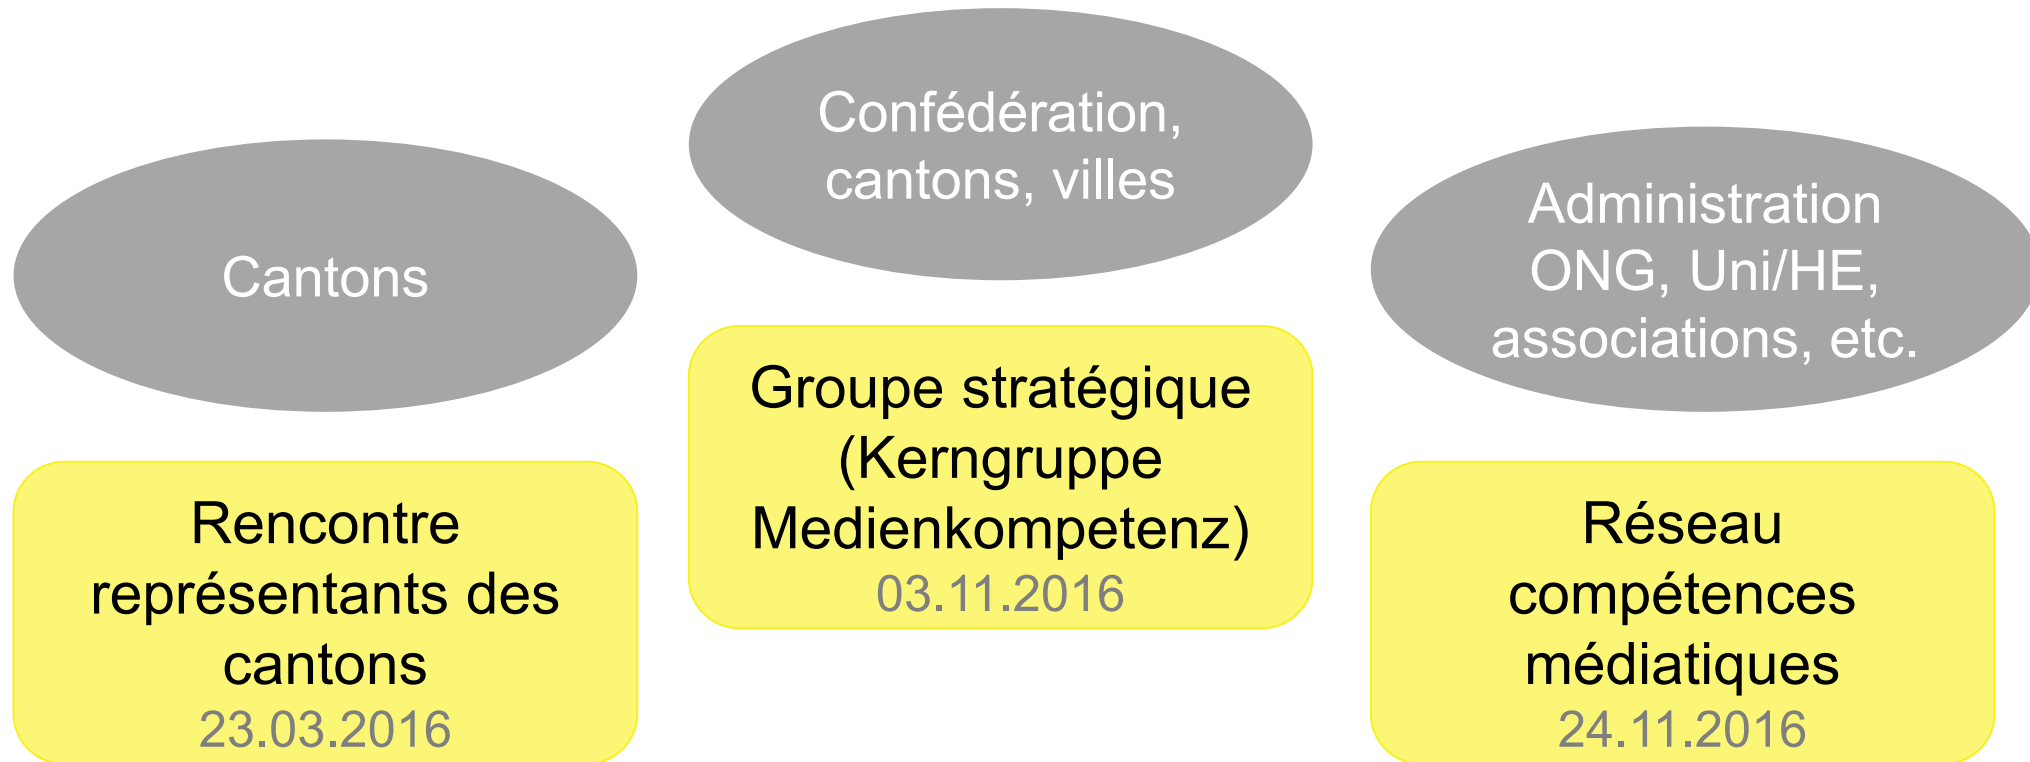 Cantons
Rencontre
représentants des
cantons
23.03.2016
Confédération,
cantons, villes
Groupe stratégique
(Kerngruppe
Medienkompetenz)
03.11.2016
Administration
ONG, Uni/HE,
associations, etc.
Réseau
compétences
médiatiques
24.11.2016